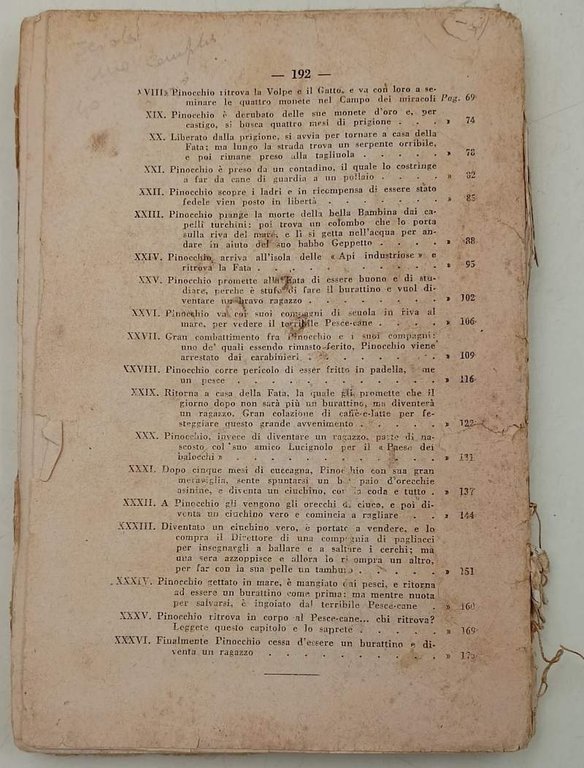 — 192 —
XVIII. Pinocchio ritrova la Volpe e il Gatto, e va con loro a se-
minare le quattro monete nel Campo dei miracoli Pag. 69
XIX. Pinocchio è derubato delle sue monete d'oro e, per
castigo, si busca quattro mesi di prigione . . . . » 74
XX. Liberato dalla prigione, si avvia per tornare a casa della
Fata; ma lungo la strada trova un serpente orribile,
e poi rimane preso alla tagliuola . . . . . » 78
XXI. Pinocchio è preso da un contadino, il quale lo costringe
a far da cane di guardia a un pollaio . . . . » 82
XXII. Pinocchio scopre i ladri e in ricompensa di essere stato
fedele vien posto in libertà . . . . . . » 85
XXIII. Pinocchio piange la morte della bella Bambina dai ca-
pelli turchini: poi trova un colombo che lo porta
sulla riva del mare, e lì si getta nell'acqua per an-
dare in aiuto del suo babbo Geppetto . . . . » 88
XXIV. Pinocchio arriva all'isola delle « Api industriose » e
ritrova la Fata . . . . . . . . » 95
XXV. Pinocchio promette alla Fata di essere buono e di stu-
diare, perchè è stufo di fare il burattino e vuol di-
ventare un bravo ragazzo . . . . . . » 102
XXVI. Pinocchio va co' suoi compagni di scuola in riva al
mare, per vedere il terribile Pesce-cane . . . . » 106
XXVII. Gran combattimento fra Pinocchio e i suoi compagni:
uno de' quali essendo rimasto ferito, Pinocchio viene
arrestato dai carabinieri . . . . . . » 109
XXVIII. Pinocchio corre pericolo di esser fritto in padella, me
un pesce . . . . . . . . . » 116
XXIX. Ritorna a casa della Fata, la quale gli promette che il
giorno dopo non sarà più un burattino, ma diventerà
un ragazzo. Gran colazione di caffè-e-latte per fe-
steggiare questo grande avvenimento . . . . » 122
XXX. Pinocchio, invece di diventare un ragazzo, parte di na-
scosto col suo amico Lucignolo per il « Paese dei
balocchi » . . . . . . . . . » 131
XXXI. Dopo cinque mesi di cuccagna, Pinocchio con sua gran
meraviglia, sente spuntarsi un bel paio d'orecchie
asinine, e diventa un ciuchino, con la coda e tutto . » 137
XXXII. A Pinocchio gli vengono gli orecchi di ciuco, e poi di-
venta un ciuchino vero e comincia a ragliare . . » 144
XXXIII. Diventato un ciuchino vero, è portato a vendere, e lo
compra il Direttore di una compagnia di pagliacci
per insegnargli a ballare e a saltare i cerchi; ma
una sera azzoppisce e allora lo ricompra un altro,
per far con la sua pelle un tamburo . . . . » 151
XXXIV. Pinocchio gettato in mare, è mangiato dai pesci, e ritorna
ad essere un burattino come prima; ma mentre nuota
per salvarsi, è ingoiato dal terribile Pesce-cane . » 160
XXXV. Pinocchio ritrova in corpo al Pesce-cane... chi ritrova?
Leggete questo capitolo e lo saprete . . . . » 169
XXXVI. Finalmente Pinocchio cessa d'essere un burattino e di-
venta un ragazzo . . . . . . . . »